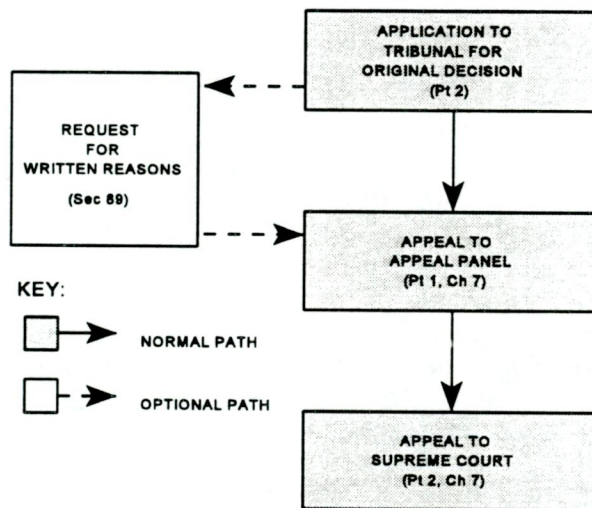 APPLICATION TO
TRIBUNAL FOR
ORIGINAL DECISION
(Pt 2)
REQUEST
FOR
WRITTEN REASONS
(Sec 89)
APPEAL TO
APPEAL PANEL
(Pt 1, Ch 7)
KEY:
NORMAL PATH
OPTIONAL PATH
APPEAL TO
SUPREME COURT
(Pt 2, Ch 7)